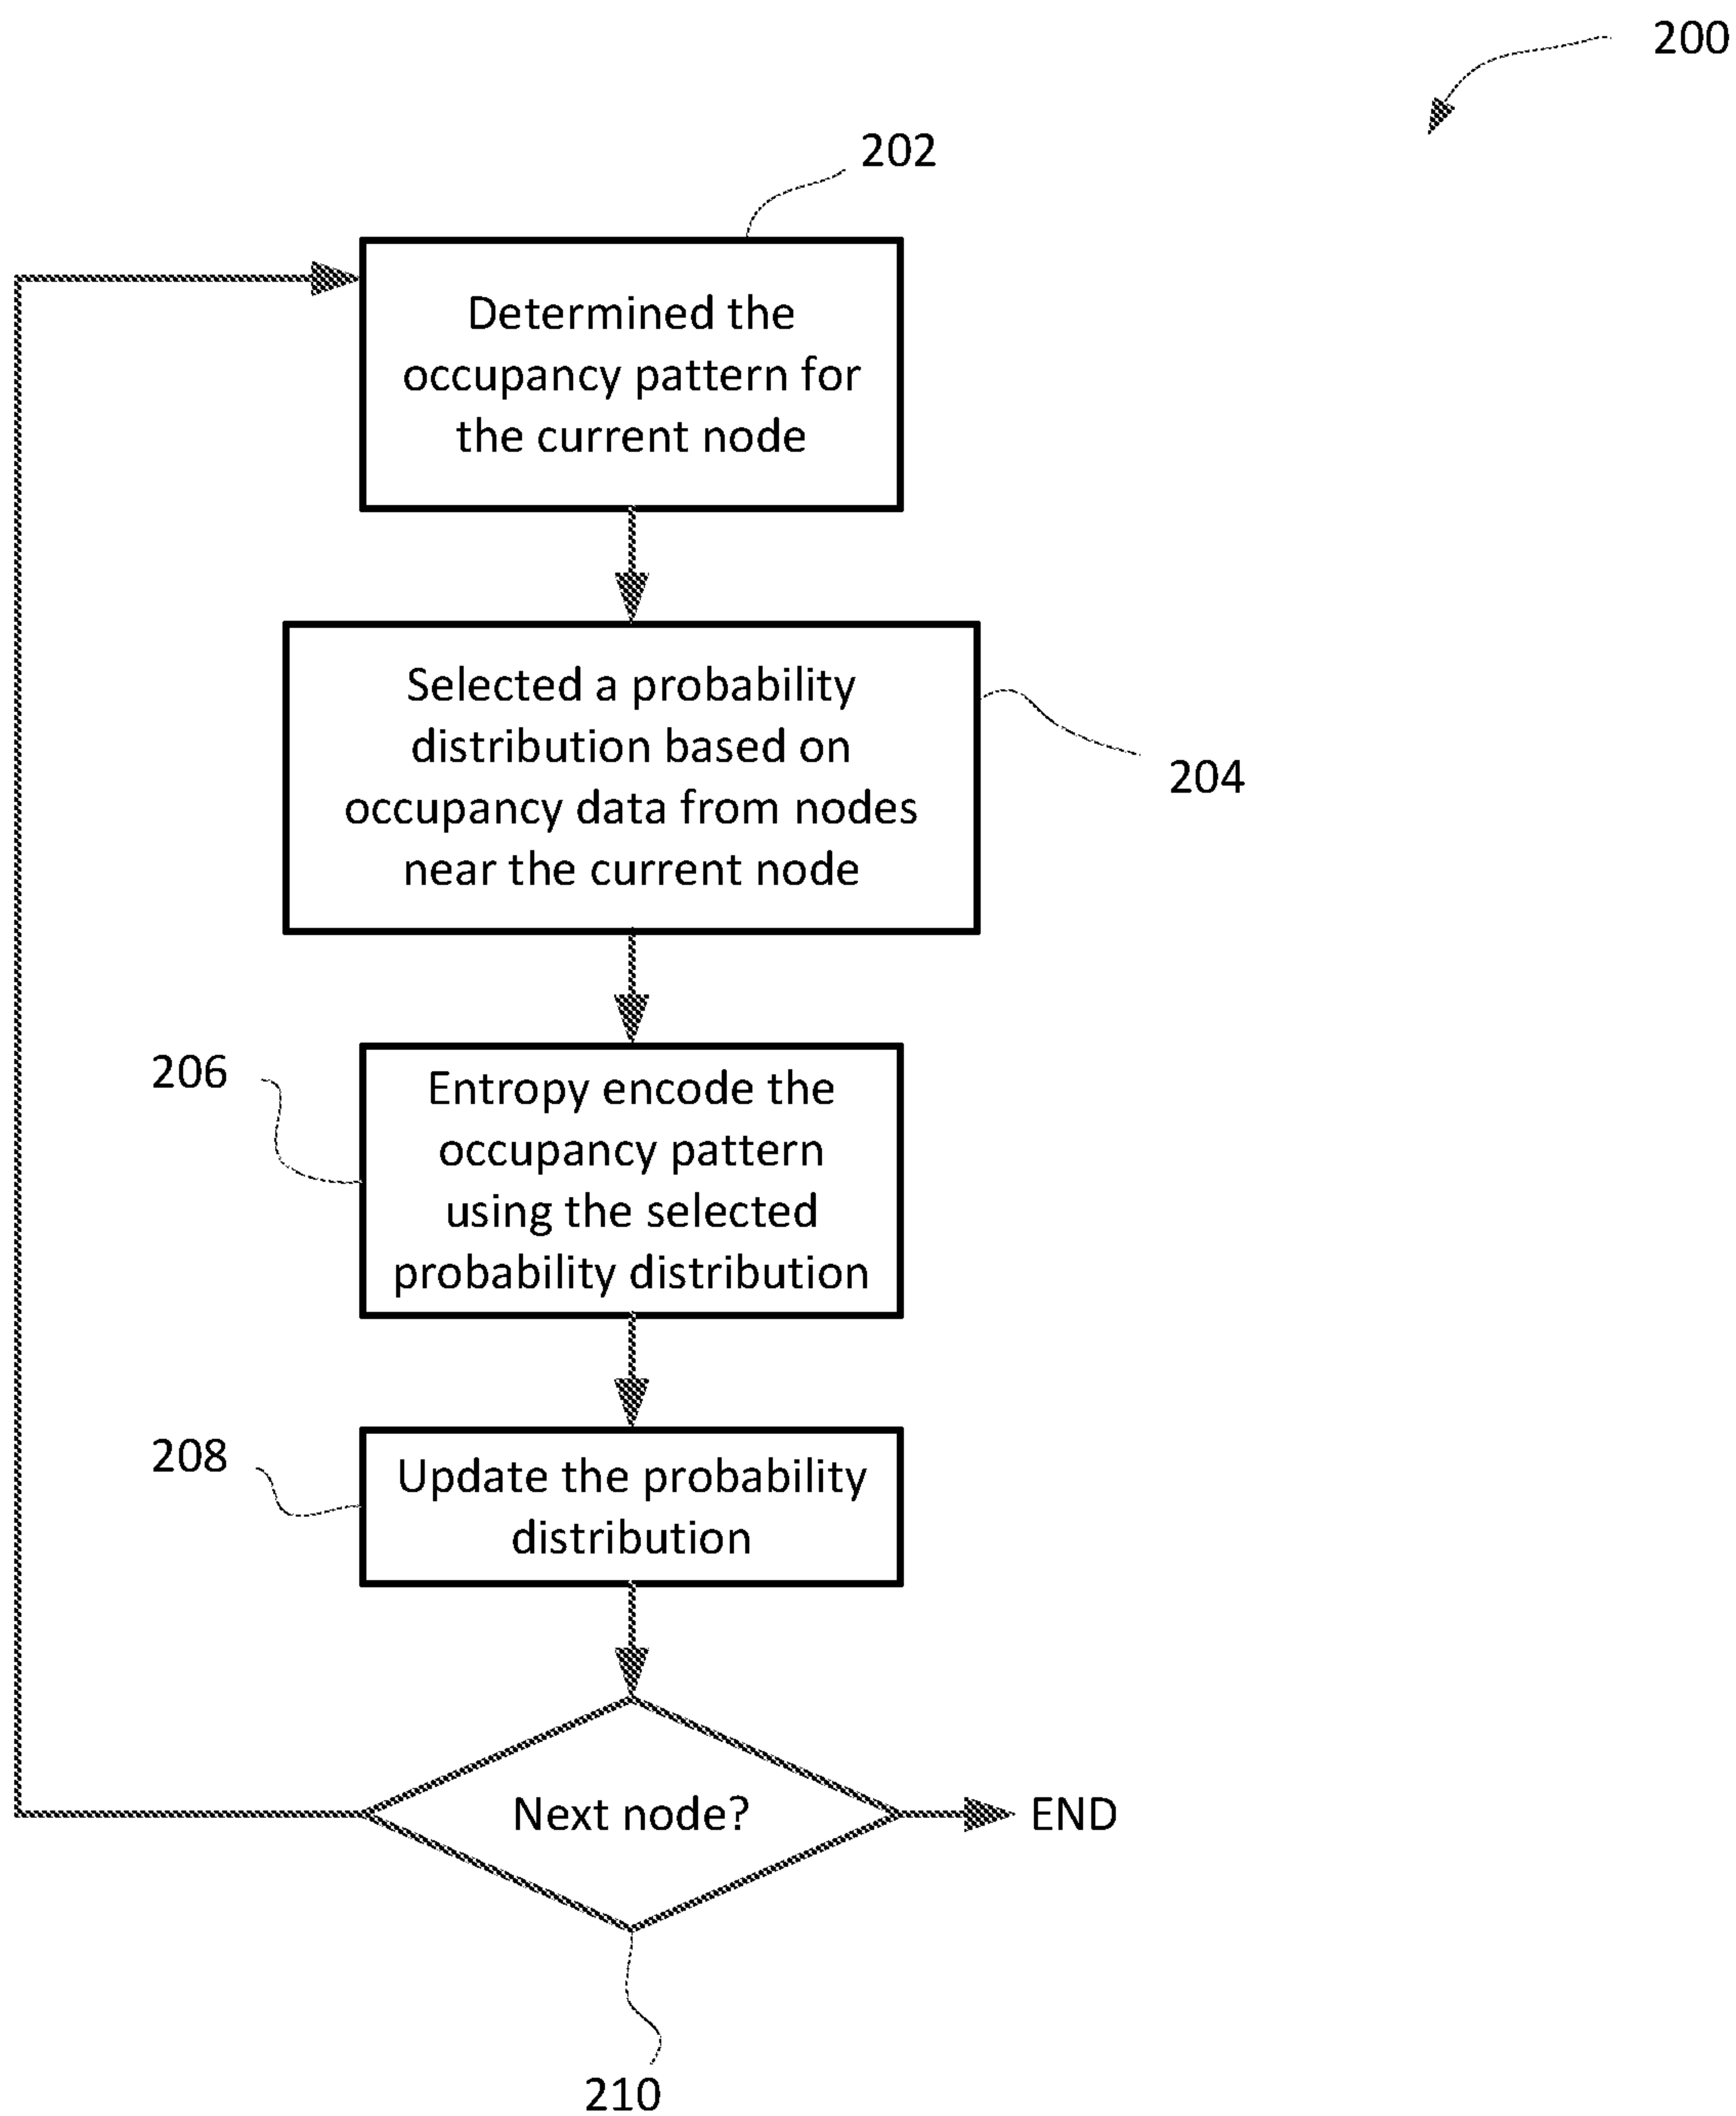 200
202
Determined the
occupancy pattern for
the current node
Selected a probability
distribution based on
occupancy data from nodes
near the current node
204
206
Entropy encode the
occupancy pattern
using the selected
probability distribution
208
Update the probability
distribution
Next node?
END
210